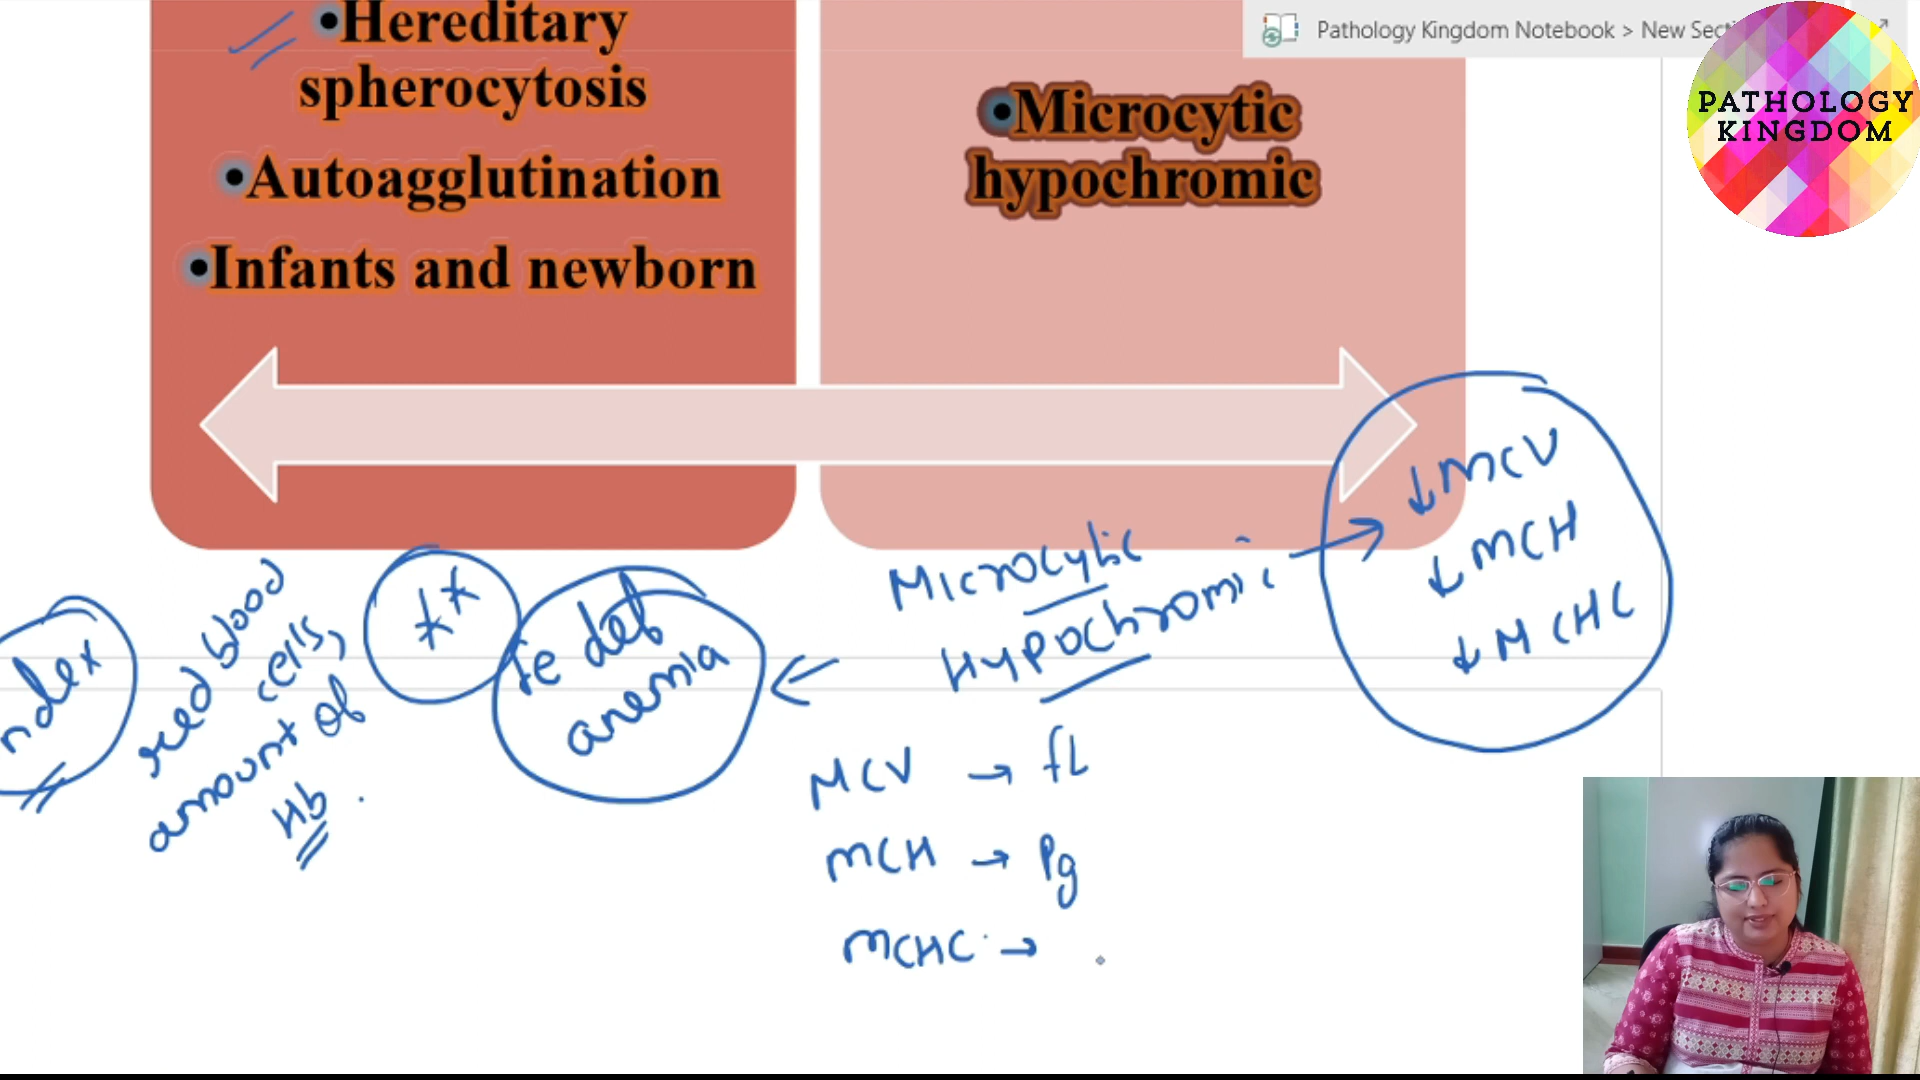 •Hereditary
spherocytosis
•Autoagglutination
•Infants and newborn
•Microcytic
hypochromic
Pathology Kingdom Notebook > New Sec
PATHOLOGY
KINGDOM
↓MCV
↓MCH
↓MCHC
Microcytic
Hypochromic →
Fe def
anemia
←
**
ndex
red blood
cells,
amount of
Hb.
MCV → fL
MCH → Pg
MCHC →